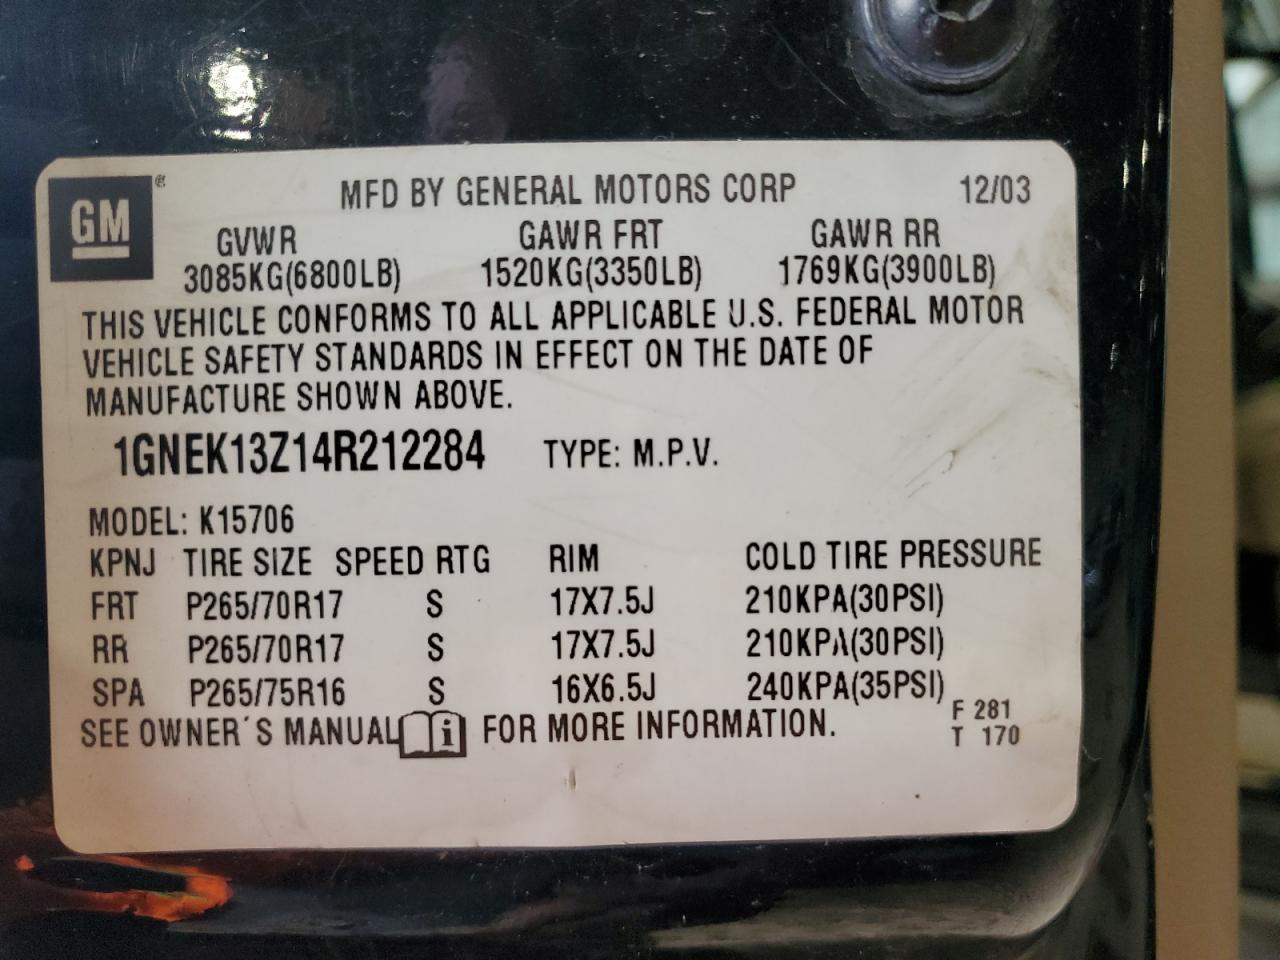 GM ®
MFD BY GENERAL MOTORS CORP 12/03
GVWR GAWR FRT GAWR RR
3085KG(6800LB) 1520KG(3350LB) 1769KG(3900LB)
THIS VEHICLE CONFORMS TO ALL APPLICABLE U.S. FEDERAL MOTOR
VEHICLE SAFETY STANDARDS IN EFFECT ON THE DATE OF
MANUFACTURE SHOWN ABOVE.
1GNEK13Z14R212284 TYPE: M.P.V.
MODEL: K15706
KPNJ TIRE SIZE SPEED RTG RIM COLD TIRE PRESSURE
FRT P265/70R17 S 17X7.5J 210KPA(30PSI)
RR P265/70R17 S 17X7.5J 210KPA(30PSI)
SPA P265/75R16 S 16X6.5J 240KPA(35PSI)
SEE OWNER´S MANUAL i FOR MORE INFORMATION.
F 281
T 170